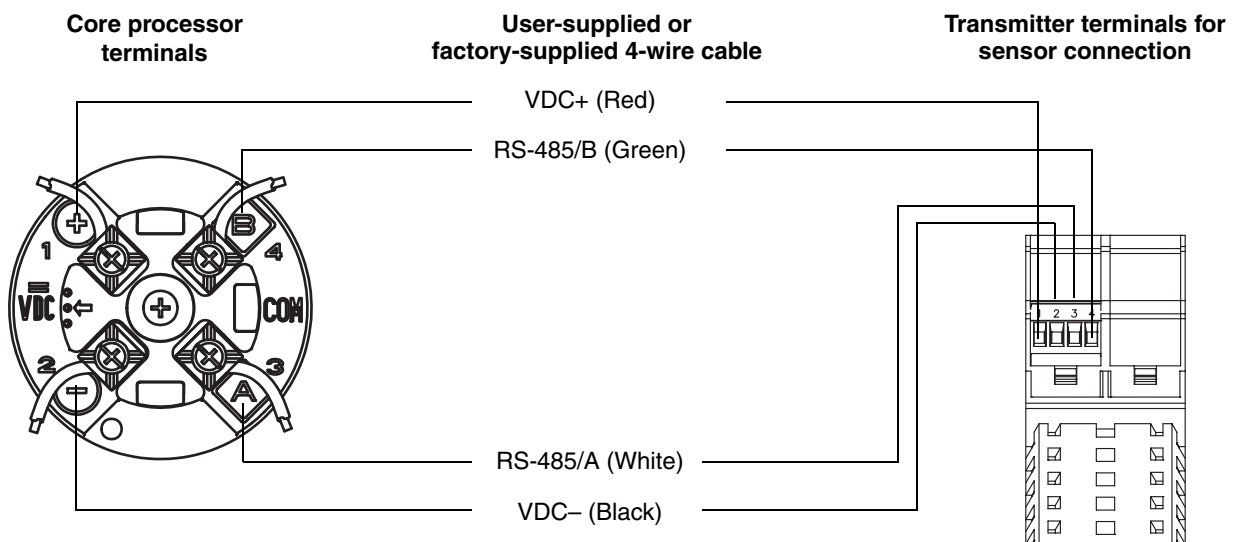 Core processor
terminals
User-supplied or
factory-supplied 4-wire cable
Transmitter terminals for
sensor connection
VDC+ (Red)
RS-485/B (Green)
B
1
4
VDC
COM
2
3
A
1 2 3 4
RS-485/A (White)
VDC– (Black)